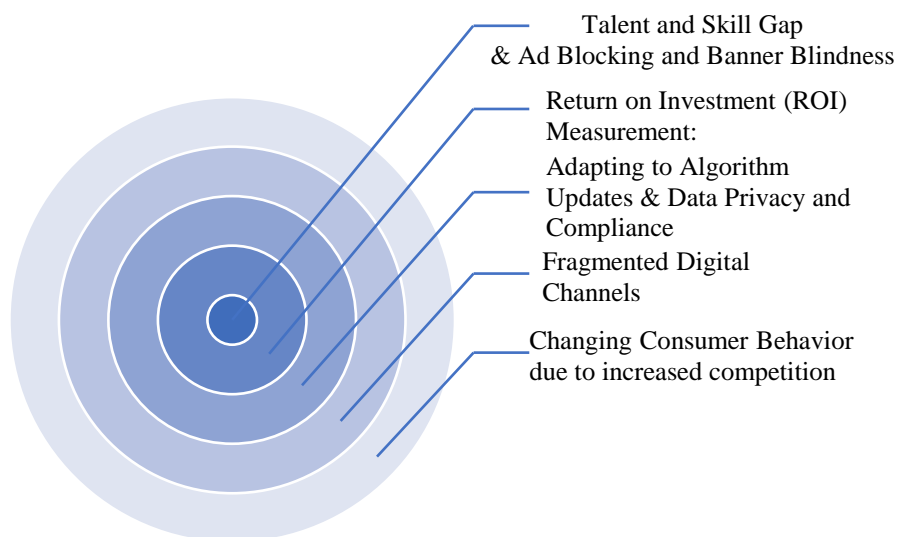 Talent and Skill Gap
& Ad Blocking and Banner Blindness
Return on Investment (ROI)
Measurement:
Adapting to Algorithm
Updates & Data Privacy and
Compliance
Fragmented Digital
Channels
Changing Consumer Behavior
due to increased competition